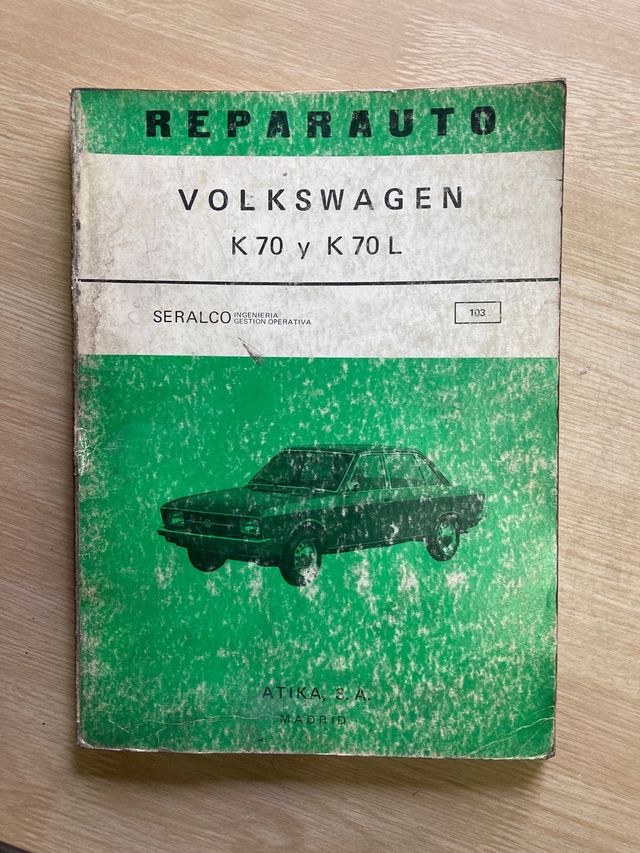 REPARAUTO
VOLKSWAGEN
K 70 y K 70 L
SERALCO INGENIERIA
GESTION OPERATIVA
103
ATIKA, S. A.
MADRID